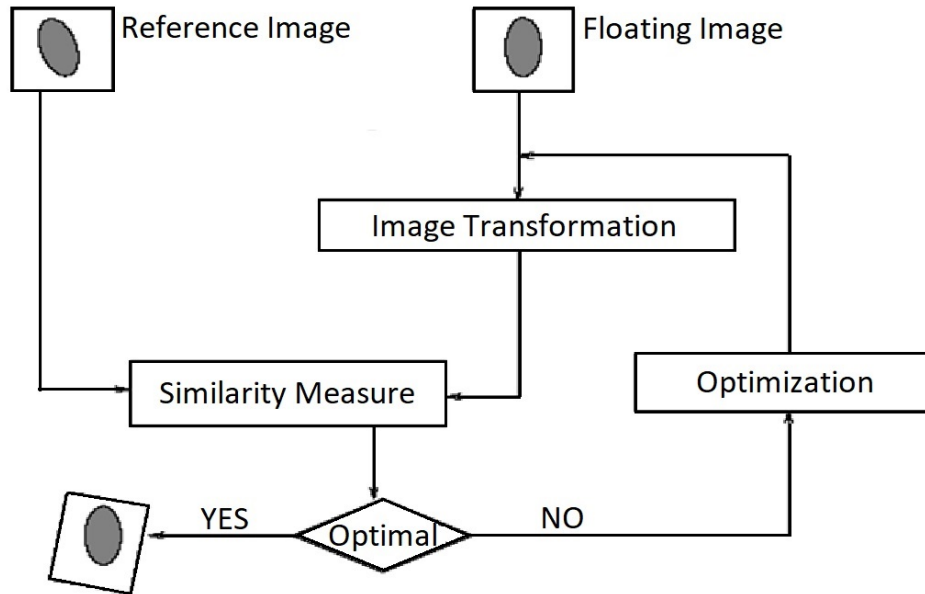 Reference Image
Floating Image
Image Transformation
Similarity Measure
Optimization
YES
Optimal
NO